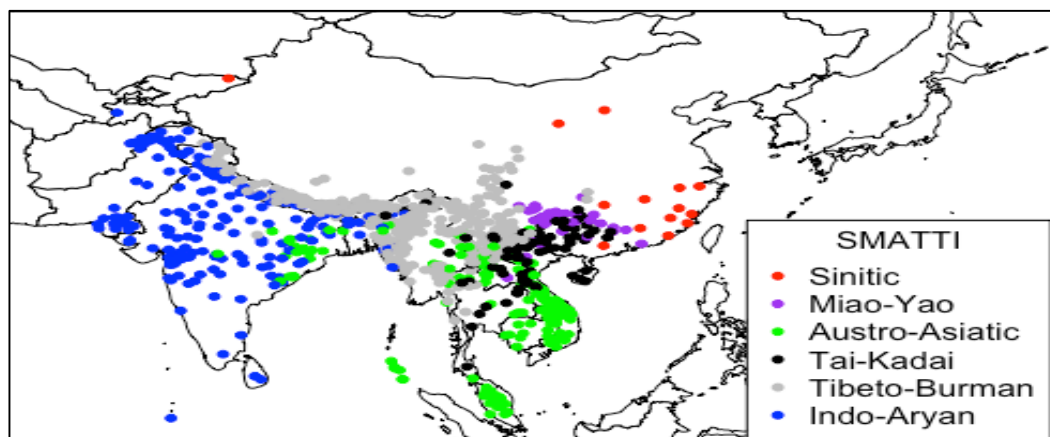 SMATTI
Sinitic
Miao-Yao
Austro-Asiatic
Tai-Kadai
Tibeto-Burman
Indo-Aryan